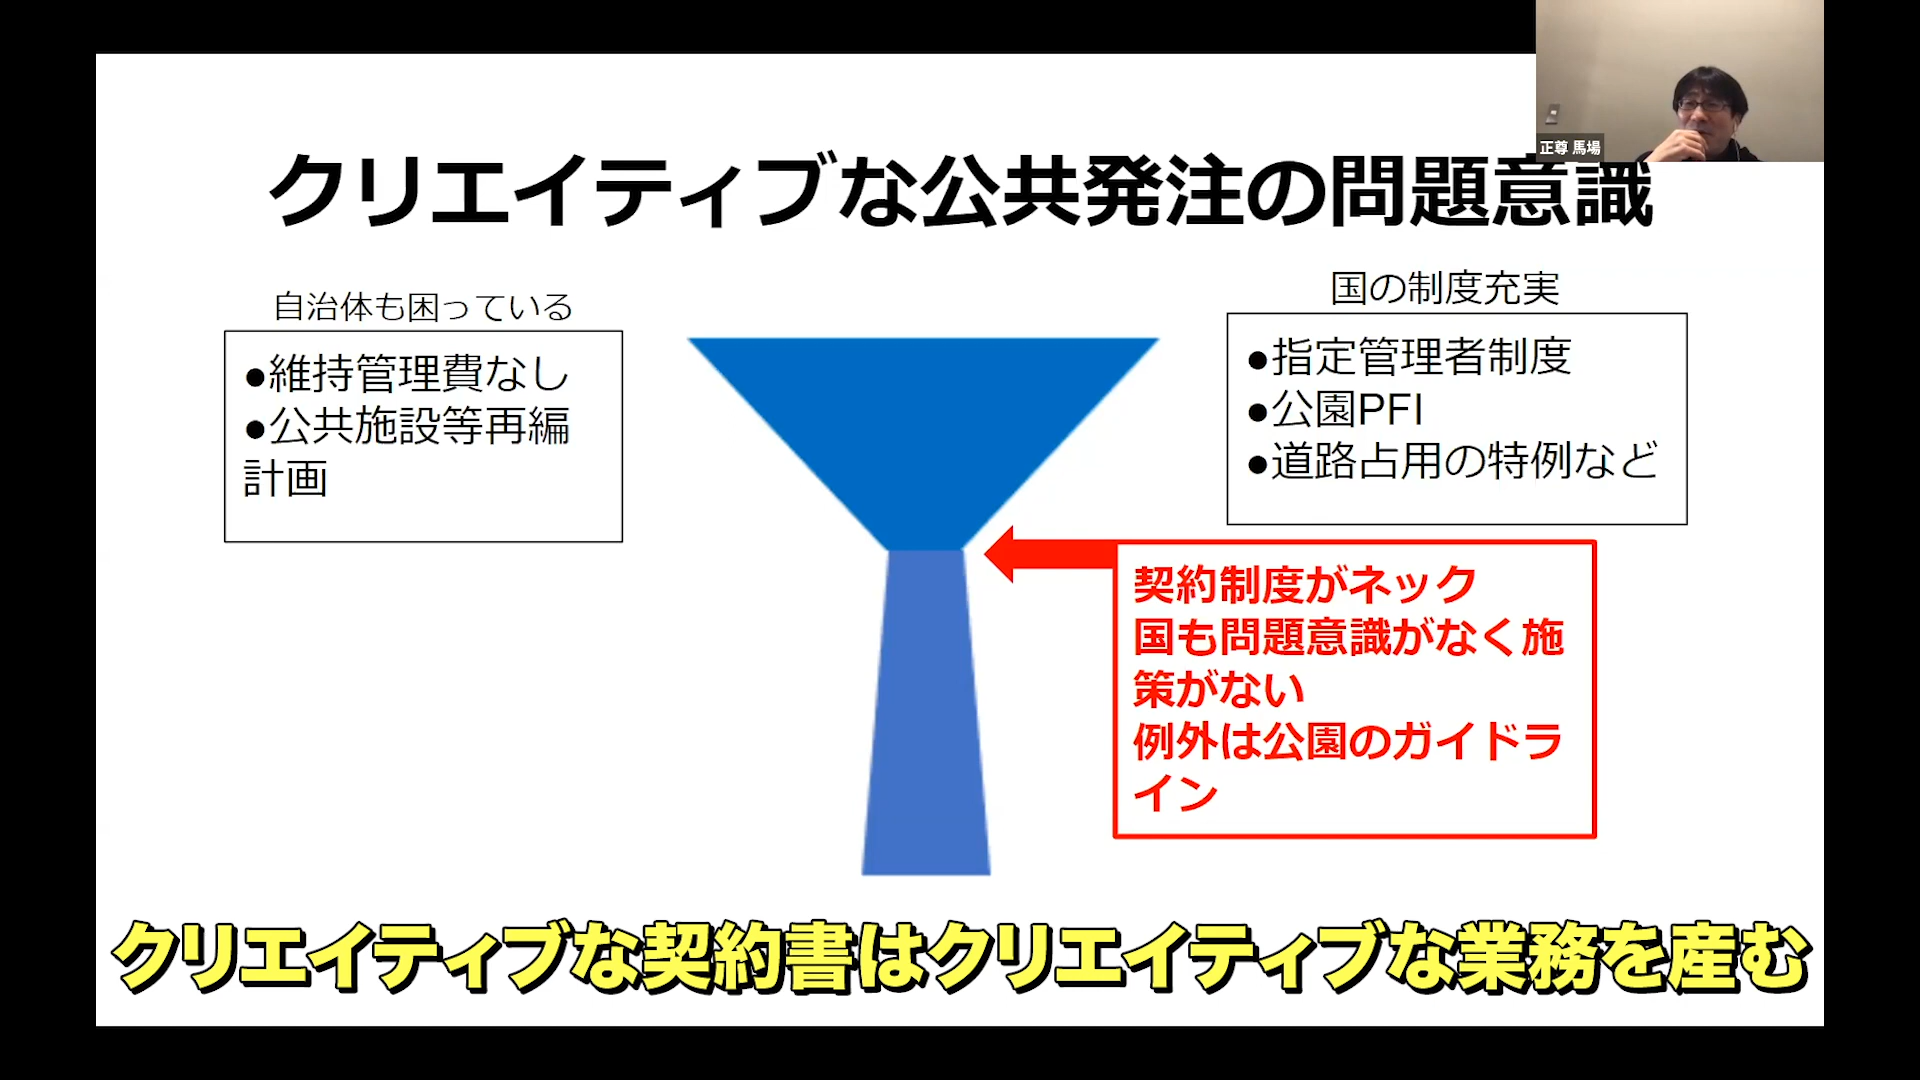 正尊 馬場
クリエイティブな公共発注の問題意識
自治体も困っている
●維持管理費なし
●公共施設等再編
計画
国の制度充実
●指定管理者制度
●公園PFI
●道路占用の特例など
契約制度がネック
国も問題意識がなく施
策がない
例外は公園のガイドラ
イン
クリエイティブな契約書はクリエイティブな業務を産む